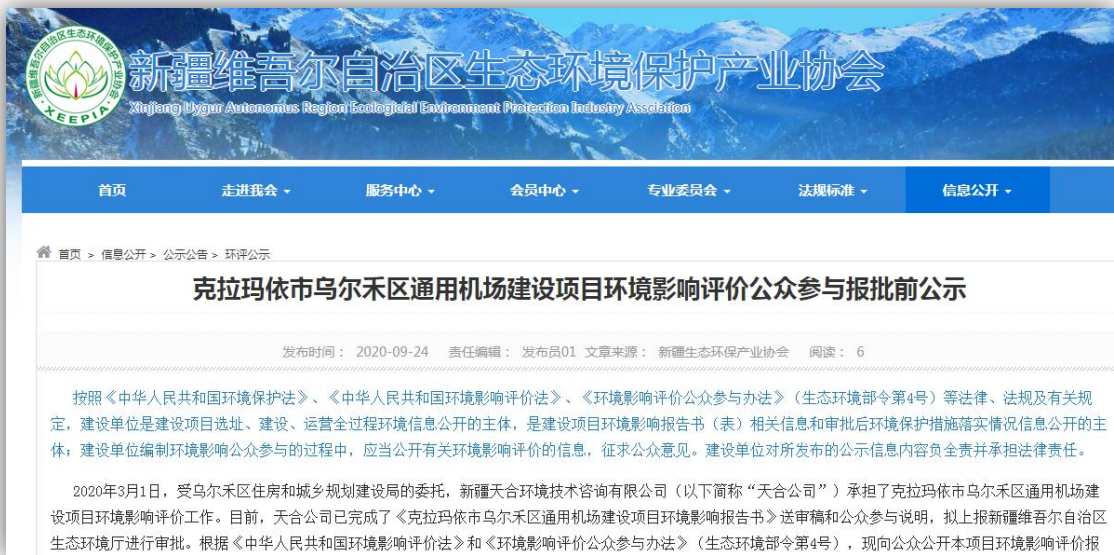 新疆维吾尔自治区生态环境保护产业协会
XEEPIA
新疆维吾尔自治区生态环境保护产业协会
Xinjiang Uygur Autonomus Region Ecologicial Environment Protection Industry Assciation
首页 走进我会 服务中心 会员中心 专业委员会 法规标准 信息公开
首页 > 信息公开 > 公示公告 > 环评公示
克拉玛依市乌尔禾区通用机场建设项目环境影响评价公众参与报批前公示
发布时间： 2020-09-24 责任编辑： 发布员01 文章来源： 新疆生态环保产业协会 阅读： 6
按照《中华人民共和国环境保护法》、《中华人民共和国环境影响评价法》、《环境影响评价公众参与办法》（生态环境部令第4号）等法律、法规及有关规
定，建设单位是建设项目选址、建设、运营全过程环境信息公开的主体，是建设项目环境影响报告书（表）相关信息和审批后环境保护措施落实情况信息公开的主
体；建设单位编制环境影响公众参与的过程中，应当公开有关环境影响评价的信息，征求公众意见。建设单位对所发布的公示信息内容负全责并承担法律责任。
2020年3月1日，受乌尔禾区住房和城乡规划建设局的委托，新疆天合环境技术咨询有限公司（以下简称“天合公司”）承担了克拉玛依市乌尔禾区通用机场建
设项目环境影响评价工作。目前，天合公司已完成了《克拉玛依市乌尔禾区通用机场建设项目环境影响报告书》送审稿和公众参与说明，拟上报新疆维吾尔自治区
生态环境厅进行审批。根据《中华人民共和国环境影响评价法》和《环境影响评价公众参与办法》（生态环境部令第4号），现向公众公开本项目环境影响评价报